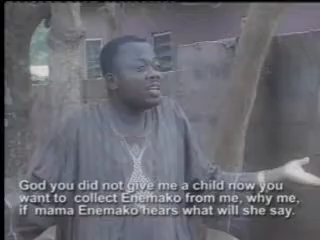 God you did not give me a child now you
want to collect Enemako from me, why me,
if mama Enemako hears what will she say.